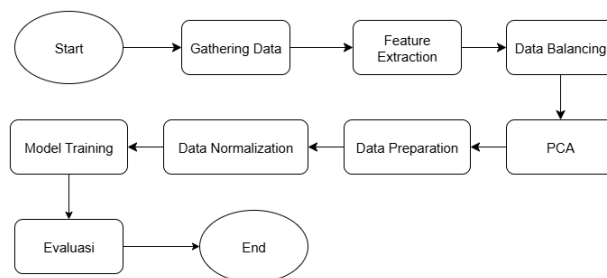 Start
Gathering Data
Feature
Extraction
Data Balancing
PCA
Data Preparation
Data Normalization
Model Training
Evaluasi
End